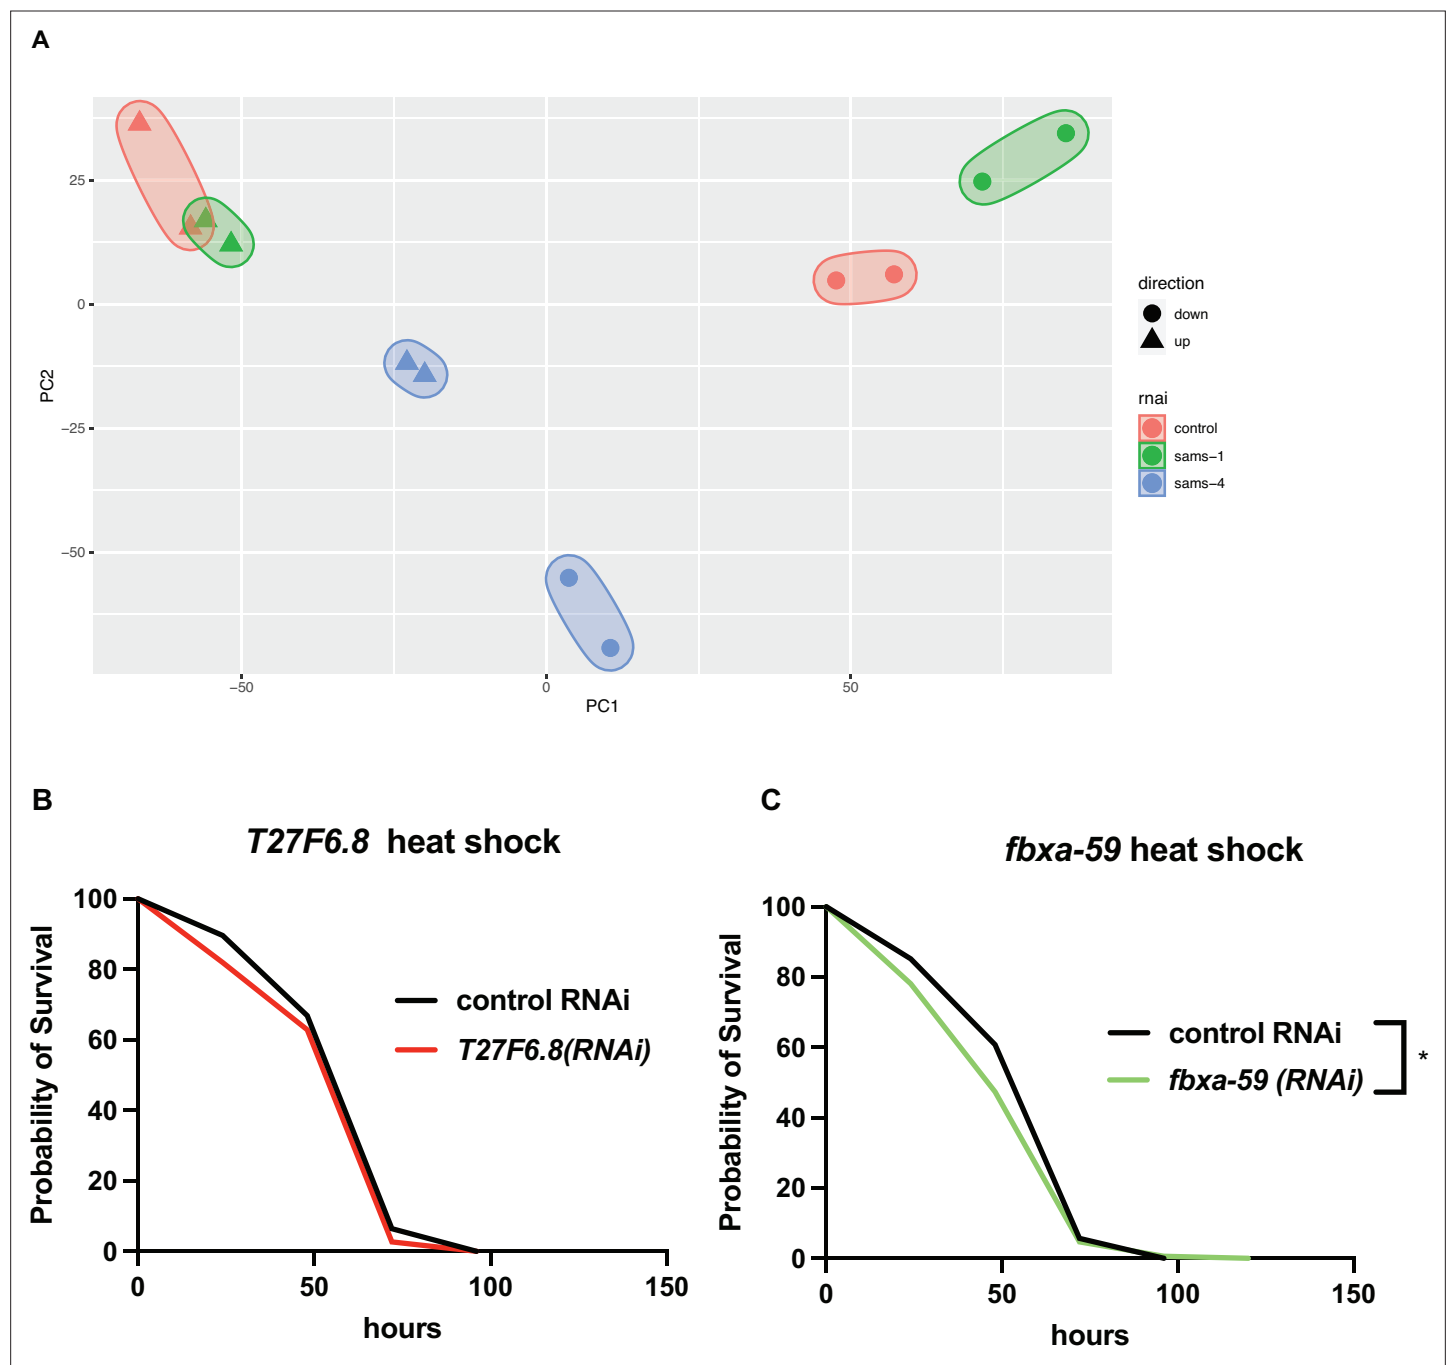 A
25
0
−25
−50
PC2
−50
0
50
PC1
direction
down
up
rnai
control
sams−1
sams−4
B
T27F6.8 heat shock
100
80
60
40
20
0
Probability of Survival
0
50
100
150
hours
control RNAi
T27F6.8(RNAi)
C
fbxa-59 heat shock
100
80
60
40
20
0
Probability of Survival
0
50
100
150
hours
control RNAi
fbxa-59 (RNAi)
*